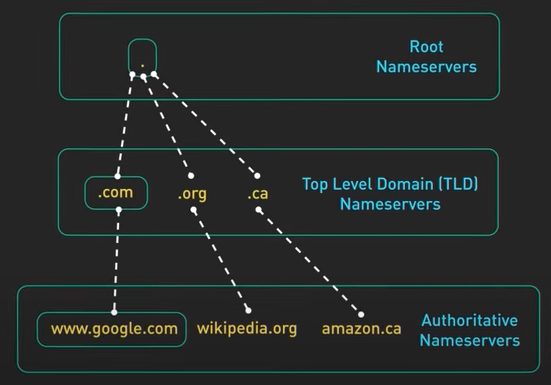 .
Root
Nameservers
.com
.org
.ca
Top Level Domain (TLD)
Nameservers
www.google.com
wikipedia.org
amazon.ca
Authoritative
Nameservers